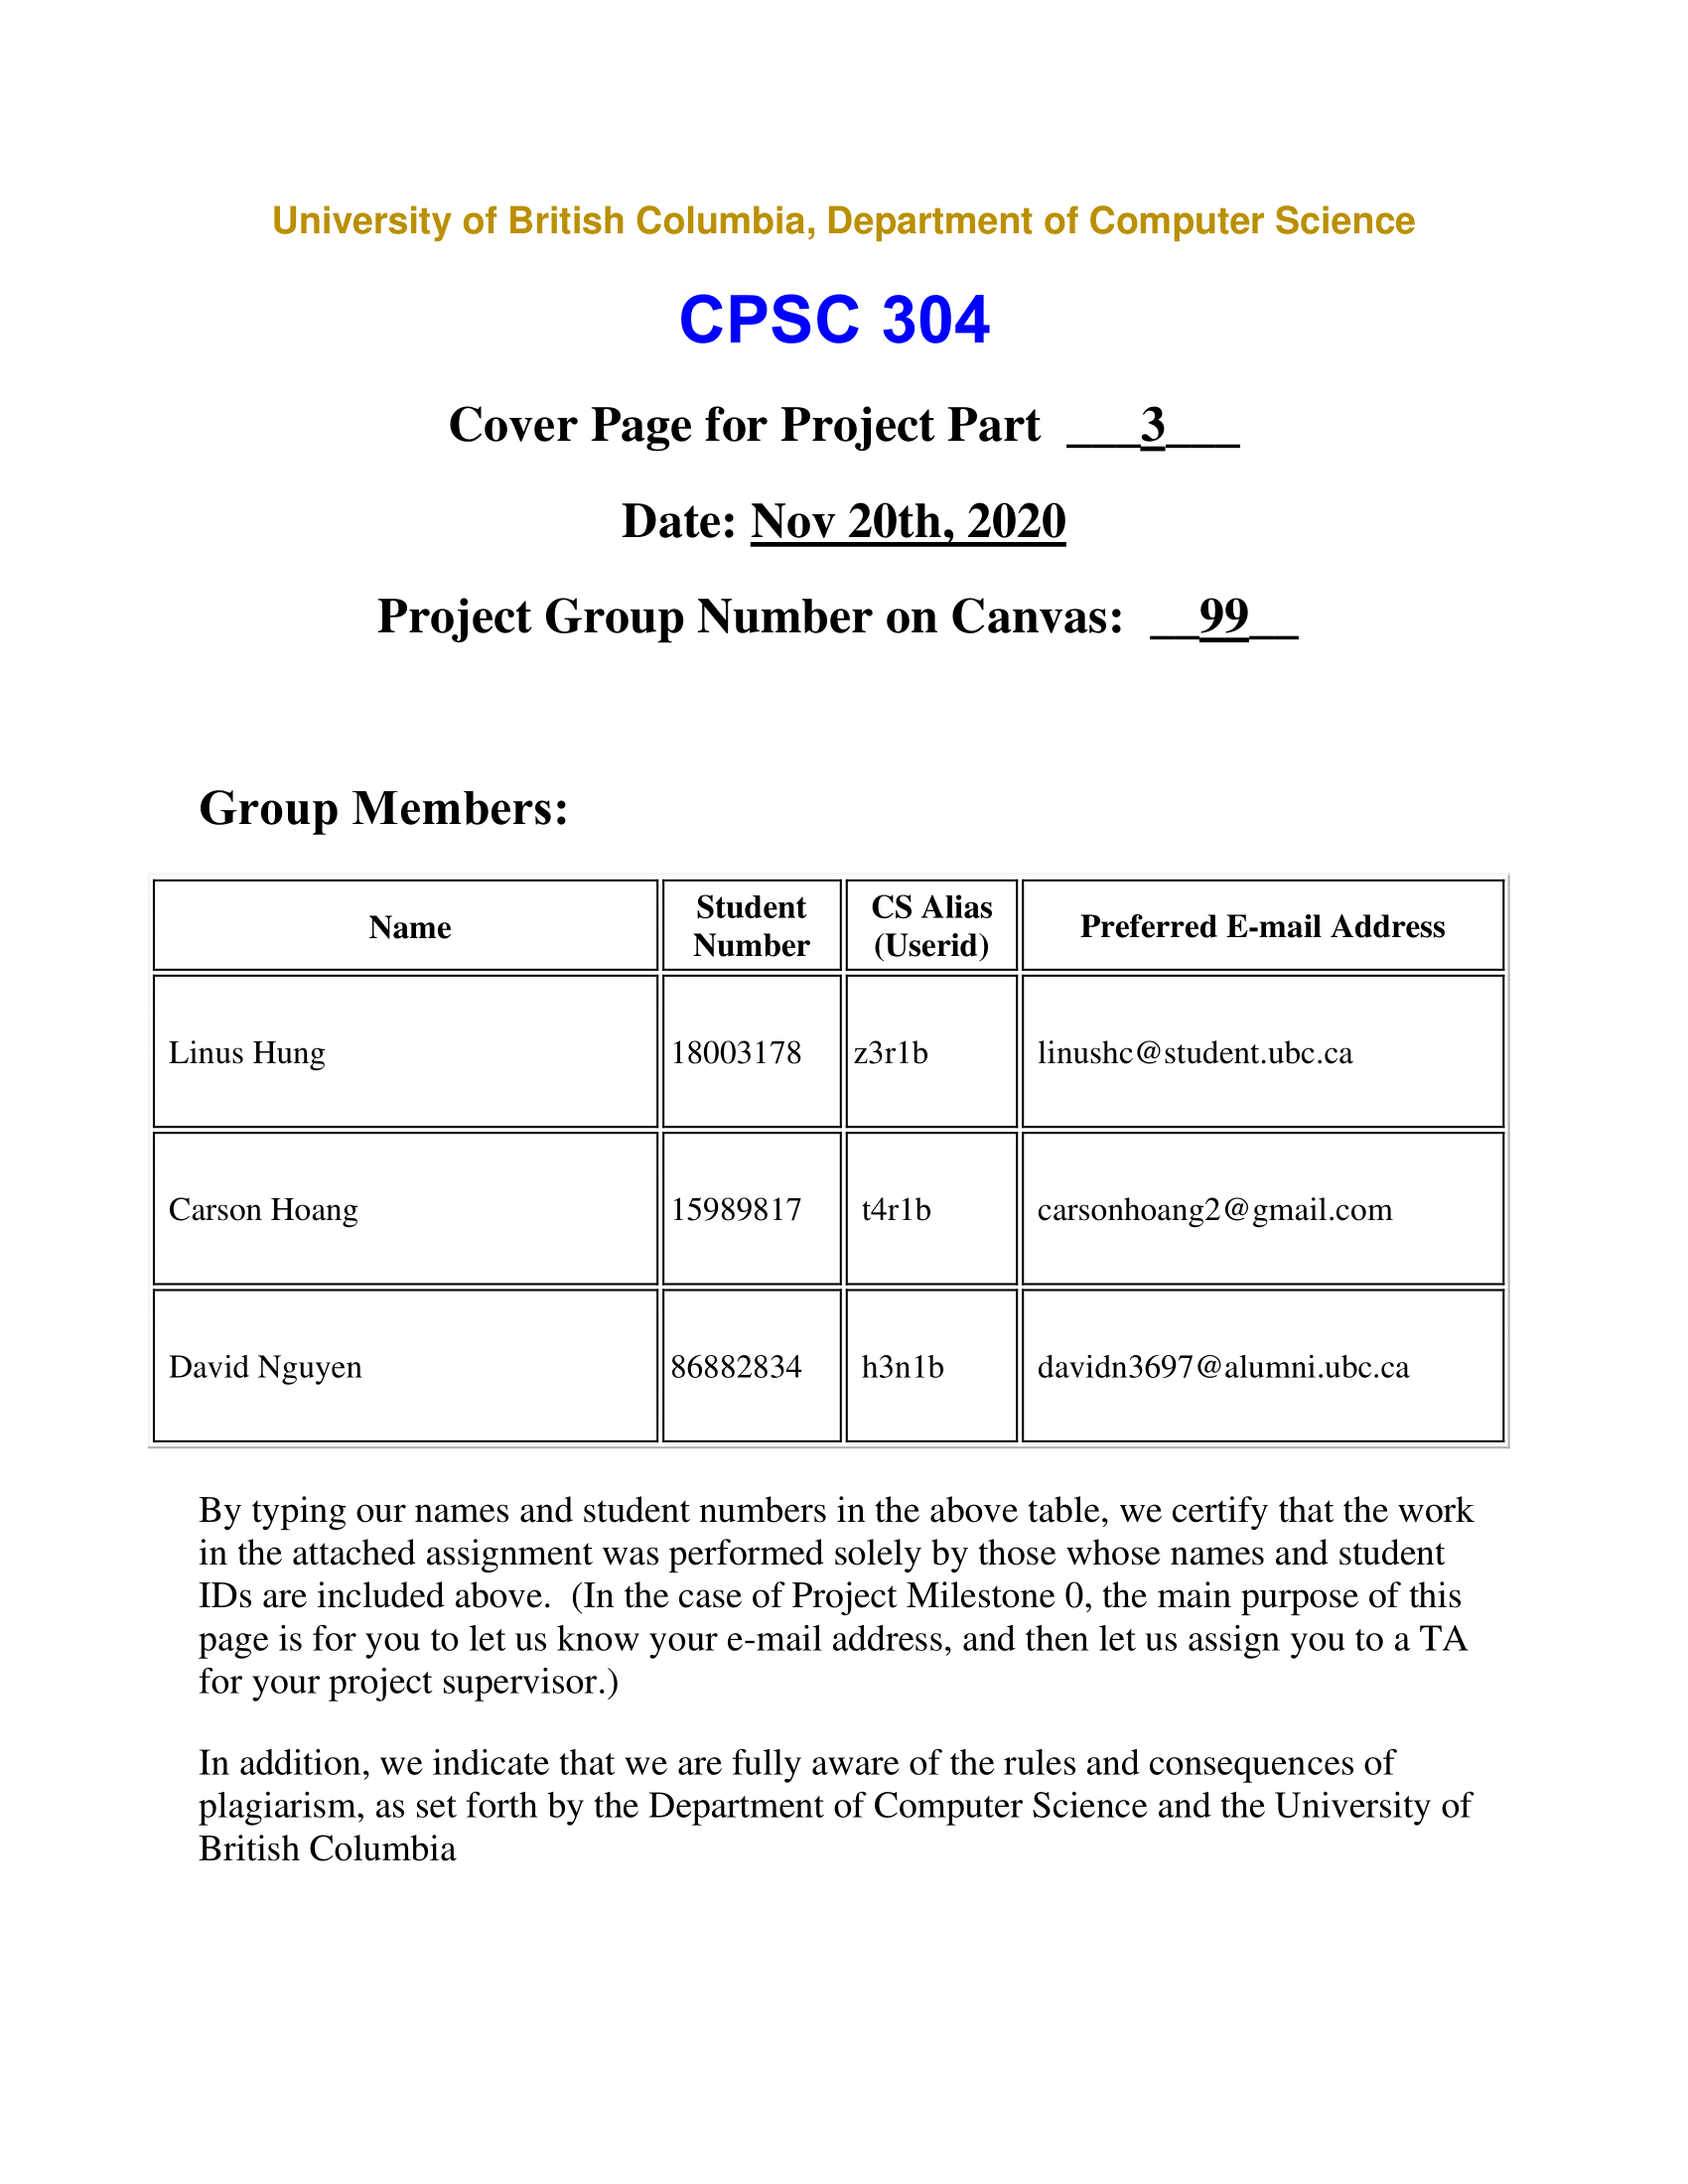 University of British Columbia, Department of Computer Science
CPSC 304
Cover Page for Project Part ___3___
Date: Nov 20th, 2020
Project Group Number on Canvas: __99__
Group Members:
Name Student Number CS Alias (Userid) Preferred E-mail Address
Linus Hung 18003178 z3r1b linushc@student.ubc.ca
Carson Hoang 15989817 t4r1b carsonhoang2@gmail.com
David Nguyen 86882834 h3n1b davidn3697@alumni.ubc.ca
By typing our names and student numbers in the above table, we certify that the work
in the attached assignment was performed solely by those whose names and student
IDs are included above.  (In the case of Project Milestone 0, the main purpose of this
page is for you to let us know your e-mail address, and then let us assign you to a TA
for your project supervisor.)
In addition, we indicate that we are fully aware of the rules and consequences of
plagiarism, as set forth by the Department of Computer Science and the University of
British Columbia